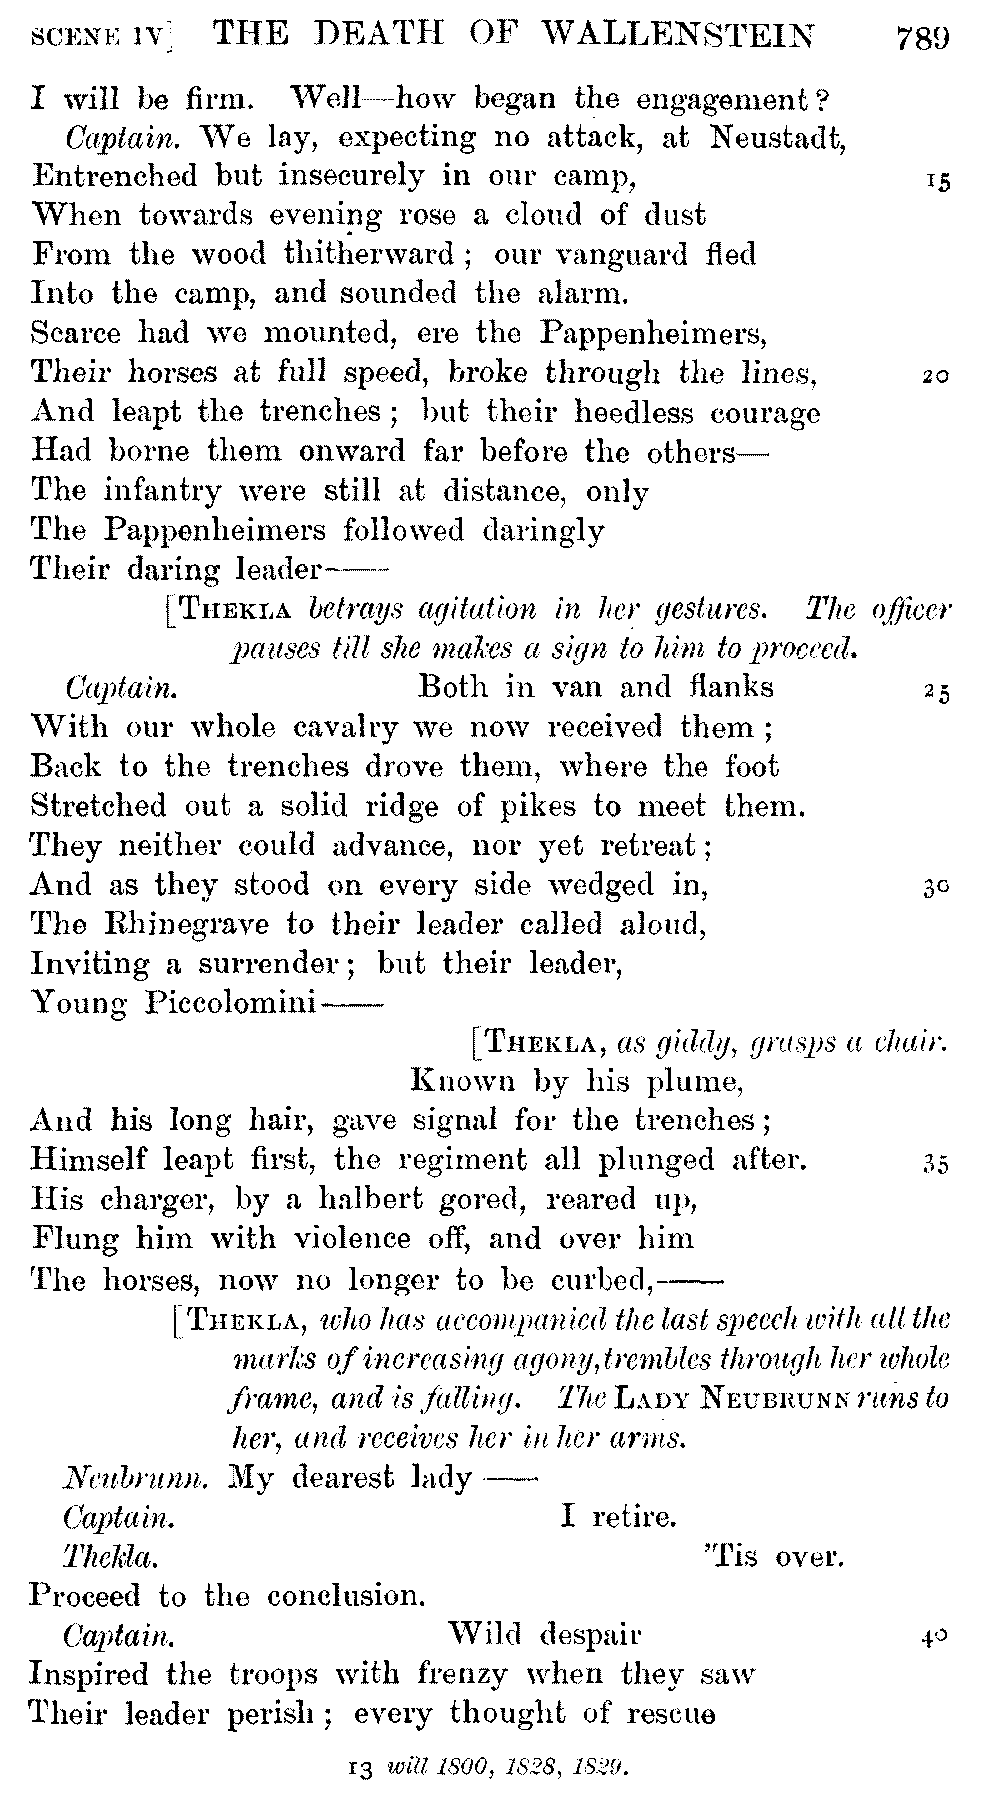 SCENE IV] THE DEATH OF WALLENSTEIN 789
I will be firm. Well—how began the engagement?
Captain. We lay, expecting no attack, at Neustadt,
Entrenched but insecurely in our camp, 15
When towards evening rose a cloud of dust
From the wood thitherward; our vanguard fled
Into the camp, and sounded the alarm.
Scarce had we mounted, ere the Pappenheimers,
Their horses at full speed, broke through the lines, 20
And leapt the trenches; but their heedless courage
Had borne them onward far before the others—
The infantry were still at distance, only
The Pappenheimers followed daringly
Their daring leader——
[THEKLA betrays agitation in her gestures. The officer
pauses till she makes a sign to him to proceed.
Captain. Both in van and flanks 25
With our whole cavalry we now received them;
Back to the trenches drove them, where the foot
Stretched out a solid ridge of pikes to meet them.
They neither could advance, nor yet retreat;
And as they stood on every side wedged in, 30
The Rhinegrave to their leader called aloud,
Inviting a surrender; but their leader,
Young Piccolomini——
[THEKLA, as giddy, grasps a chair.
Known by his plume,
And his long hair, gave signal for the trenches;
Himself leapt first, the regiment all plunged after. 35
His charger, by a halbert gored, reared up,
Flung him with violence off, and over him
The horses, now no longer to be curbed,——
[THEKLA, who has accompanied the last speech with all the
marks of increasing agony, trembles through her whole
frame, and is falling. The LADY NEUBRUNN runs to
her, and receives her in her arms.
Neubrunn. My dearest lady——
Captain. I retire.
Thekla. 'Tis over.
Proceed to the conclusion.
Captain. Wild despair 40
Inspired the troops with frenzy when they saw
Their leader perish; every thought of rescue
13 will 1800, 1828, 1829.